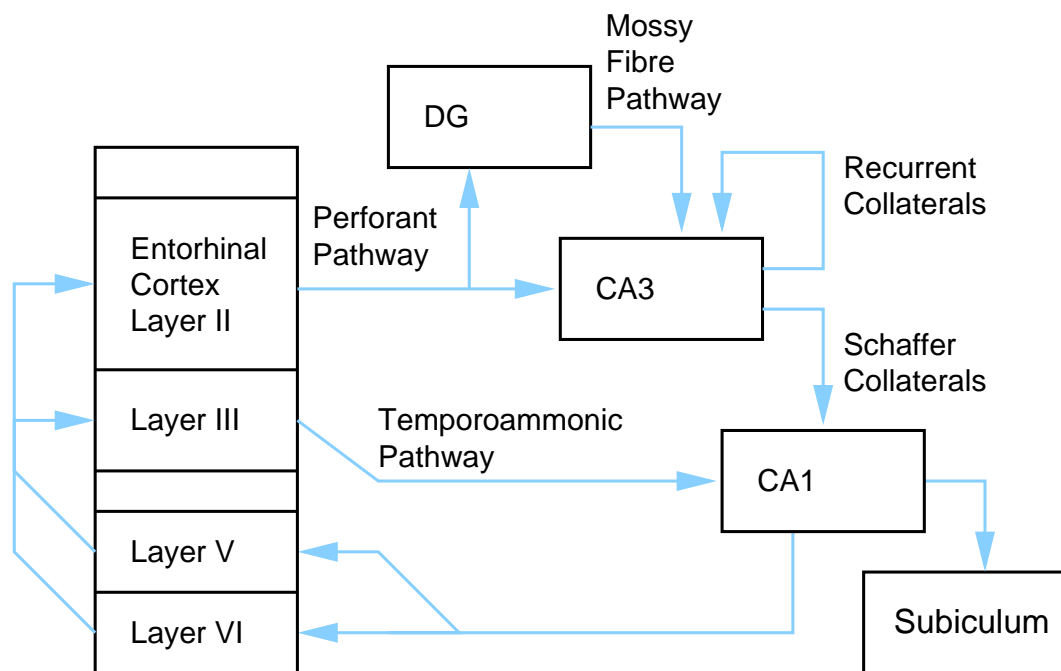 Mossy
Fibre
Pathway
DG
Recurrent
Collaterals
Perforant
Pathway
Entorhinal
Cortex
Layer II
CA3
Schaffer
Collaterals
Layer III
Temporoammonic
Pathway
CA1
Layer V
Layer VI
Subiculum